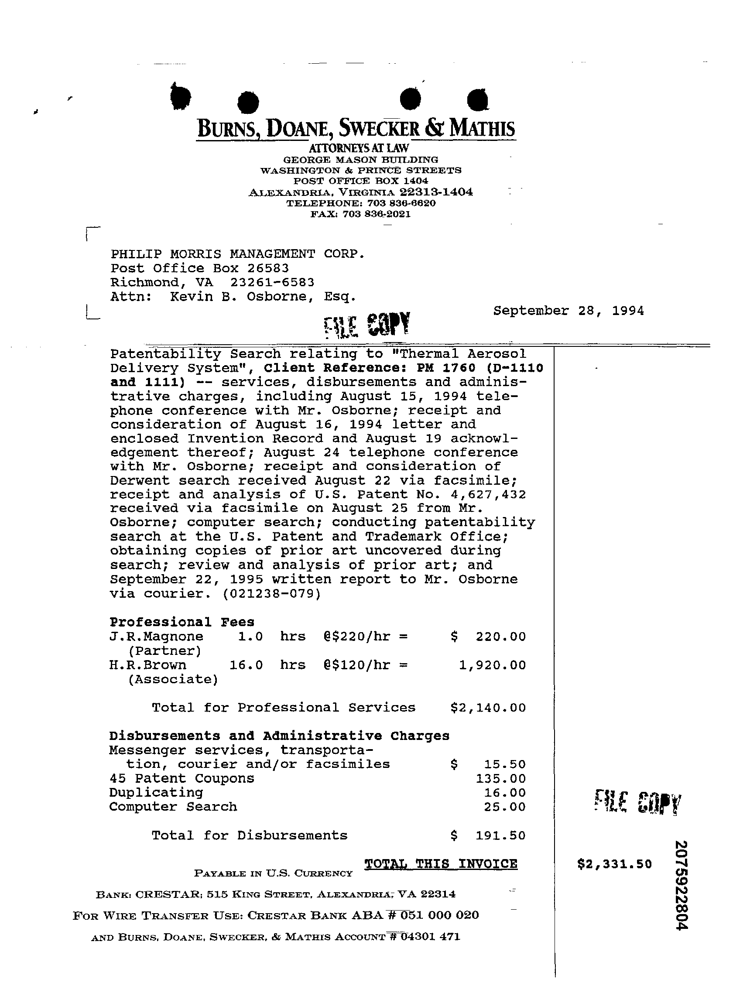 BURNS, DOANE, SWECKER & MATHIS
ATTORNEYS AT LAW
GEORGE MASON BUILDING
WASHINGTON & PRINCE STREETS
POST OFFICE BOX 1404
ALEXANDRIA, VIRGINIA 22313-1404
TELEPHONE: 703 836-6620
FAX: 703 836-2021
PHILIP MORRIS MANAGEMENT CORP.
Post Office Box 26583
Richmond, VA 23261-6583
Attn: Kevin B. Osborne, Esq.
September 28, 1994
FILE COPY
Patentability Search relating to "Thermal Aerosol
Delivery System", Client Reference: PM 1760 (D-1110
and 1111) -- services, disbursements and adminis-
trative charges, including August 15, 1994 tele-
phone conference with Mr. Osborne; receipt and
consideration of August 16, 1994 letter and
enclosed Invention Record and August 19 acknowl-
edgement thereof; August 24 telephone conference
with Mr. Osborne; receipt and consideration of
Derwent search received August 22 via facsimile;
receipt and analysis of U.S. Patent No. 4,627,432
received via facsimile on August 25 from Mr.
Osborne; computer search; conducting patentability
search at the U.S. Patent and Trademark Office;
obtaining copies of prior art uncovered during
search; review and analysis of prior art; and
September 22, 1995 written report to Mr. Osborne
via courier. (021238-079)
Professional Fees
J.R.Magnone 1.0 hrs @$220/hr = $ 220.00
(Partner)
H.R.Brown 16.0 hrs @$120/hr = 1,920.00
(Associate)
Total for Professional Services $2,140.00
Disbursements and Administrative Charges
Messenger services, transporta-
tion, courier and/or facsimiles $ 15.50
45 Patent Coupons 135.00
Duplicating 16.00
Computer Search 25.00
FILE COPY
Total for Disbursements $ 191.50
TOTAL THIS INVOICE $2,331.50
PAYABLE IN U.S. CURRENCY
BANK: CRESTAR; 515 KING STREET, ALEXANDRIA, VA 22314
FOR WIRE TRANSFER USE: CRESTAR BANK ABA # 051 000 020
AND BURNS, DOANE, SWECKER, & MATHIS ACCOUNT # 04301 471
2075922804